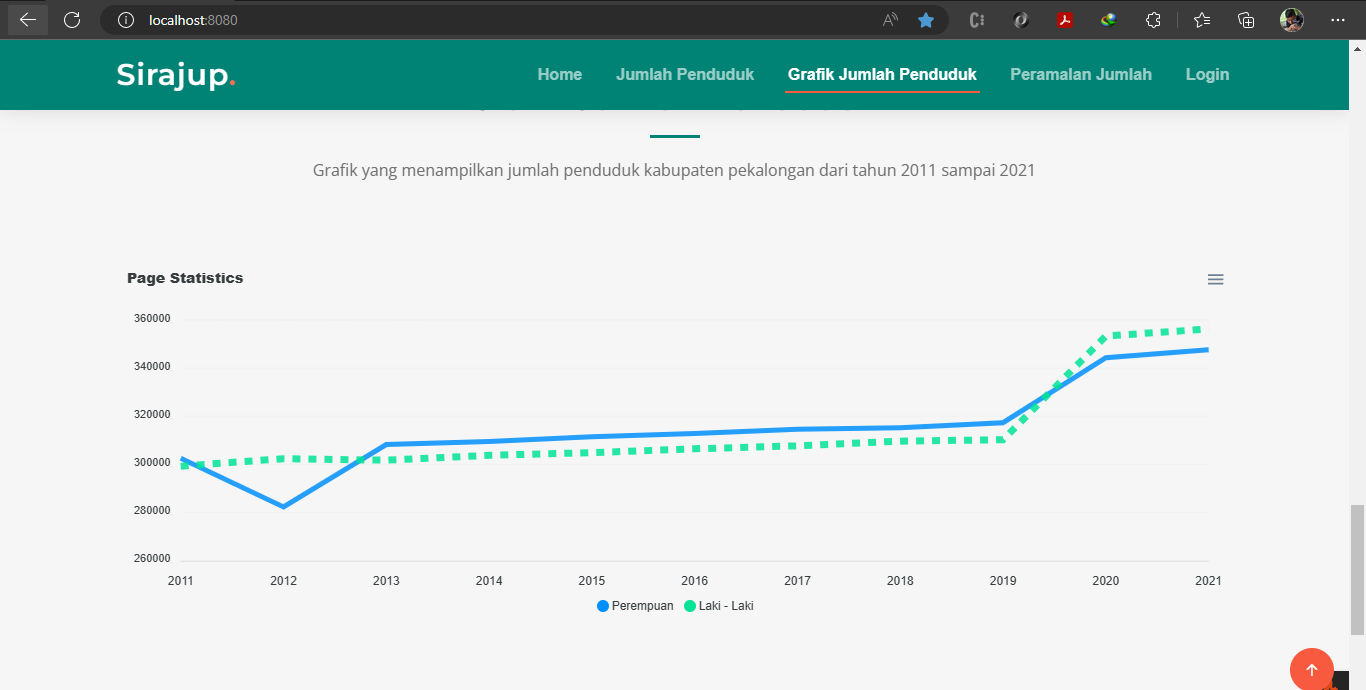 localhost:8080
Sirajup.
Home
Jumlah Penduduk
Grafik Jumlah Penduduk
Peramalan Jumlah
Login
Grafik yang menampilkan jumlah penduduk kabupaten pekalongan dari tahun 2011 sampai 2021
Page Statistics
360000
340000
320000
300000
280000
260000
2011 2012 2013 2014 2015 2016 2017 2018 2019 2020 2021
Perempuan Laki - Laki